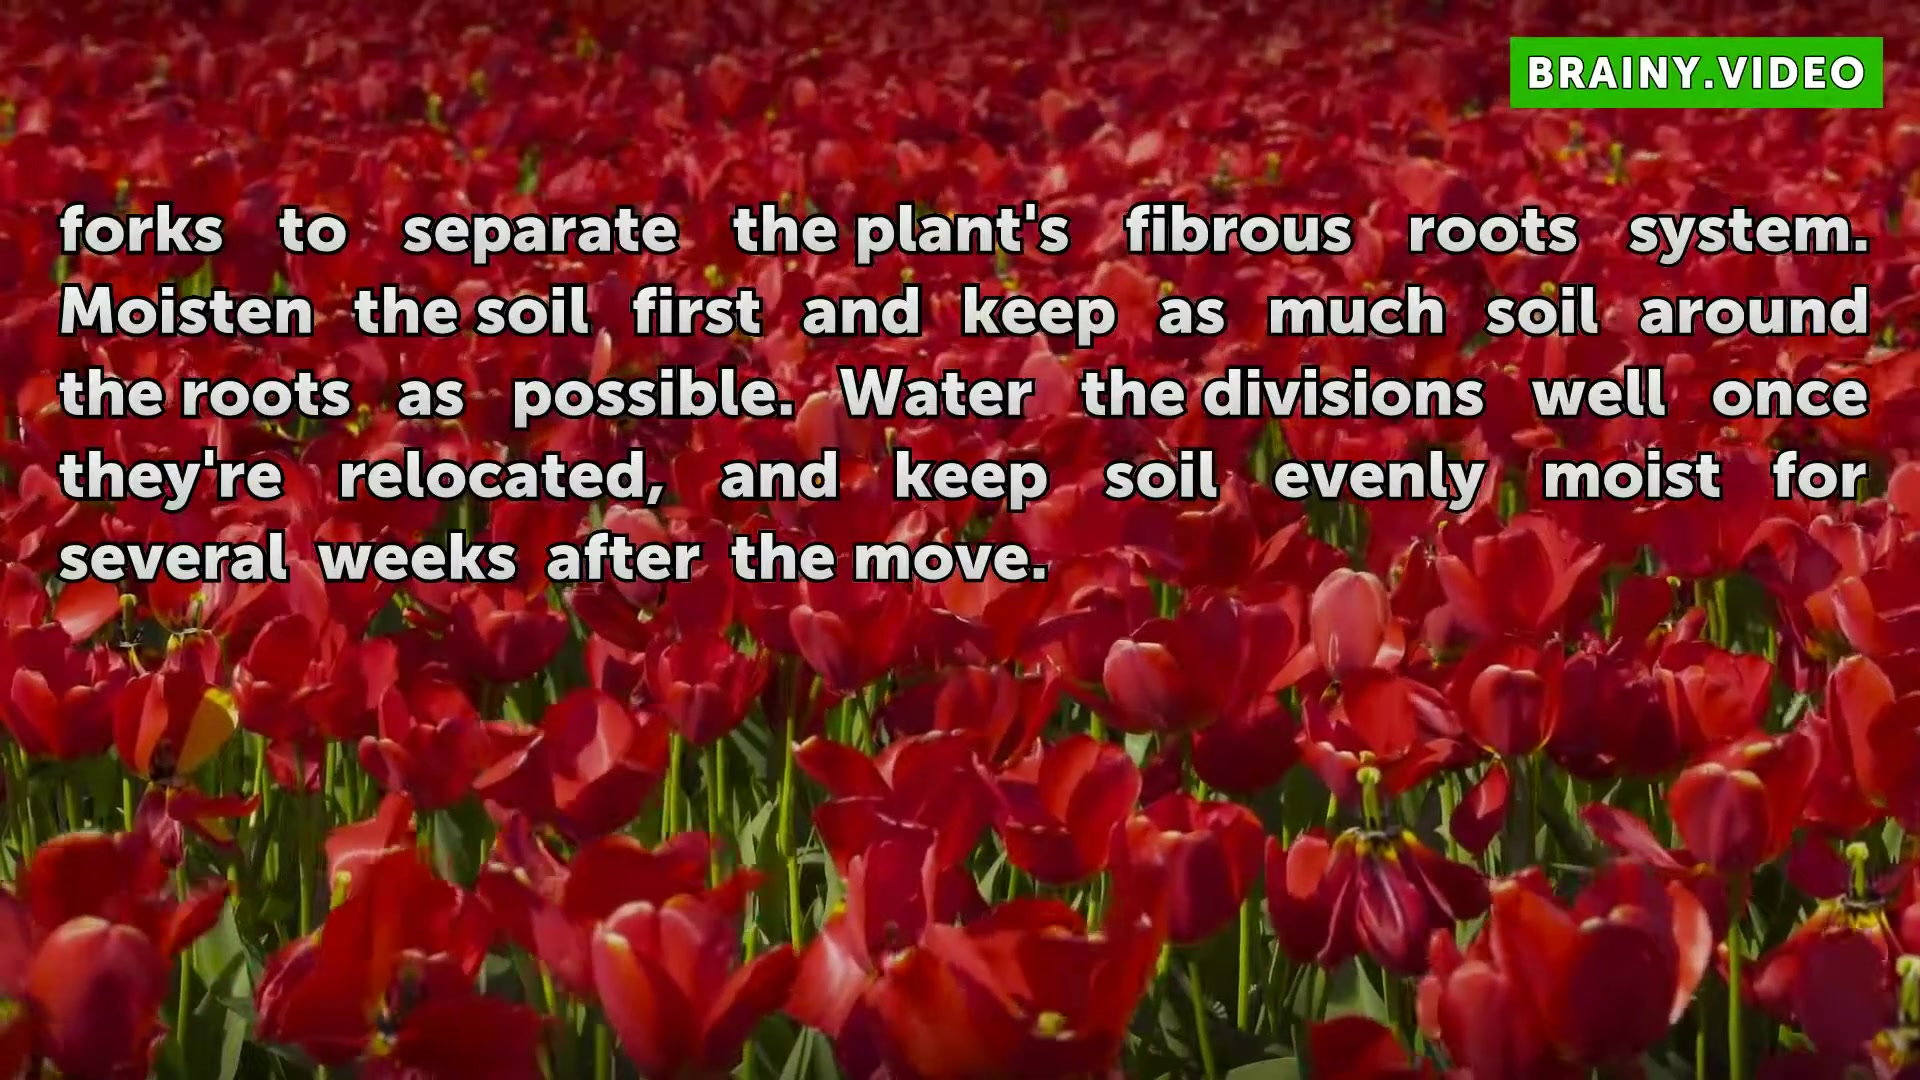 BRAINY.VIDEO
forks to separate the plant's fibrous roots system.
Moisten the soil first and keep as much soil around
the roots as possible. Water the divisions well once
they're relocated, and keep soil evenly moist for
several weeks after the move.